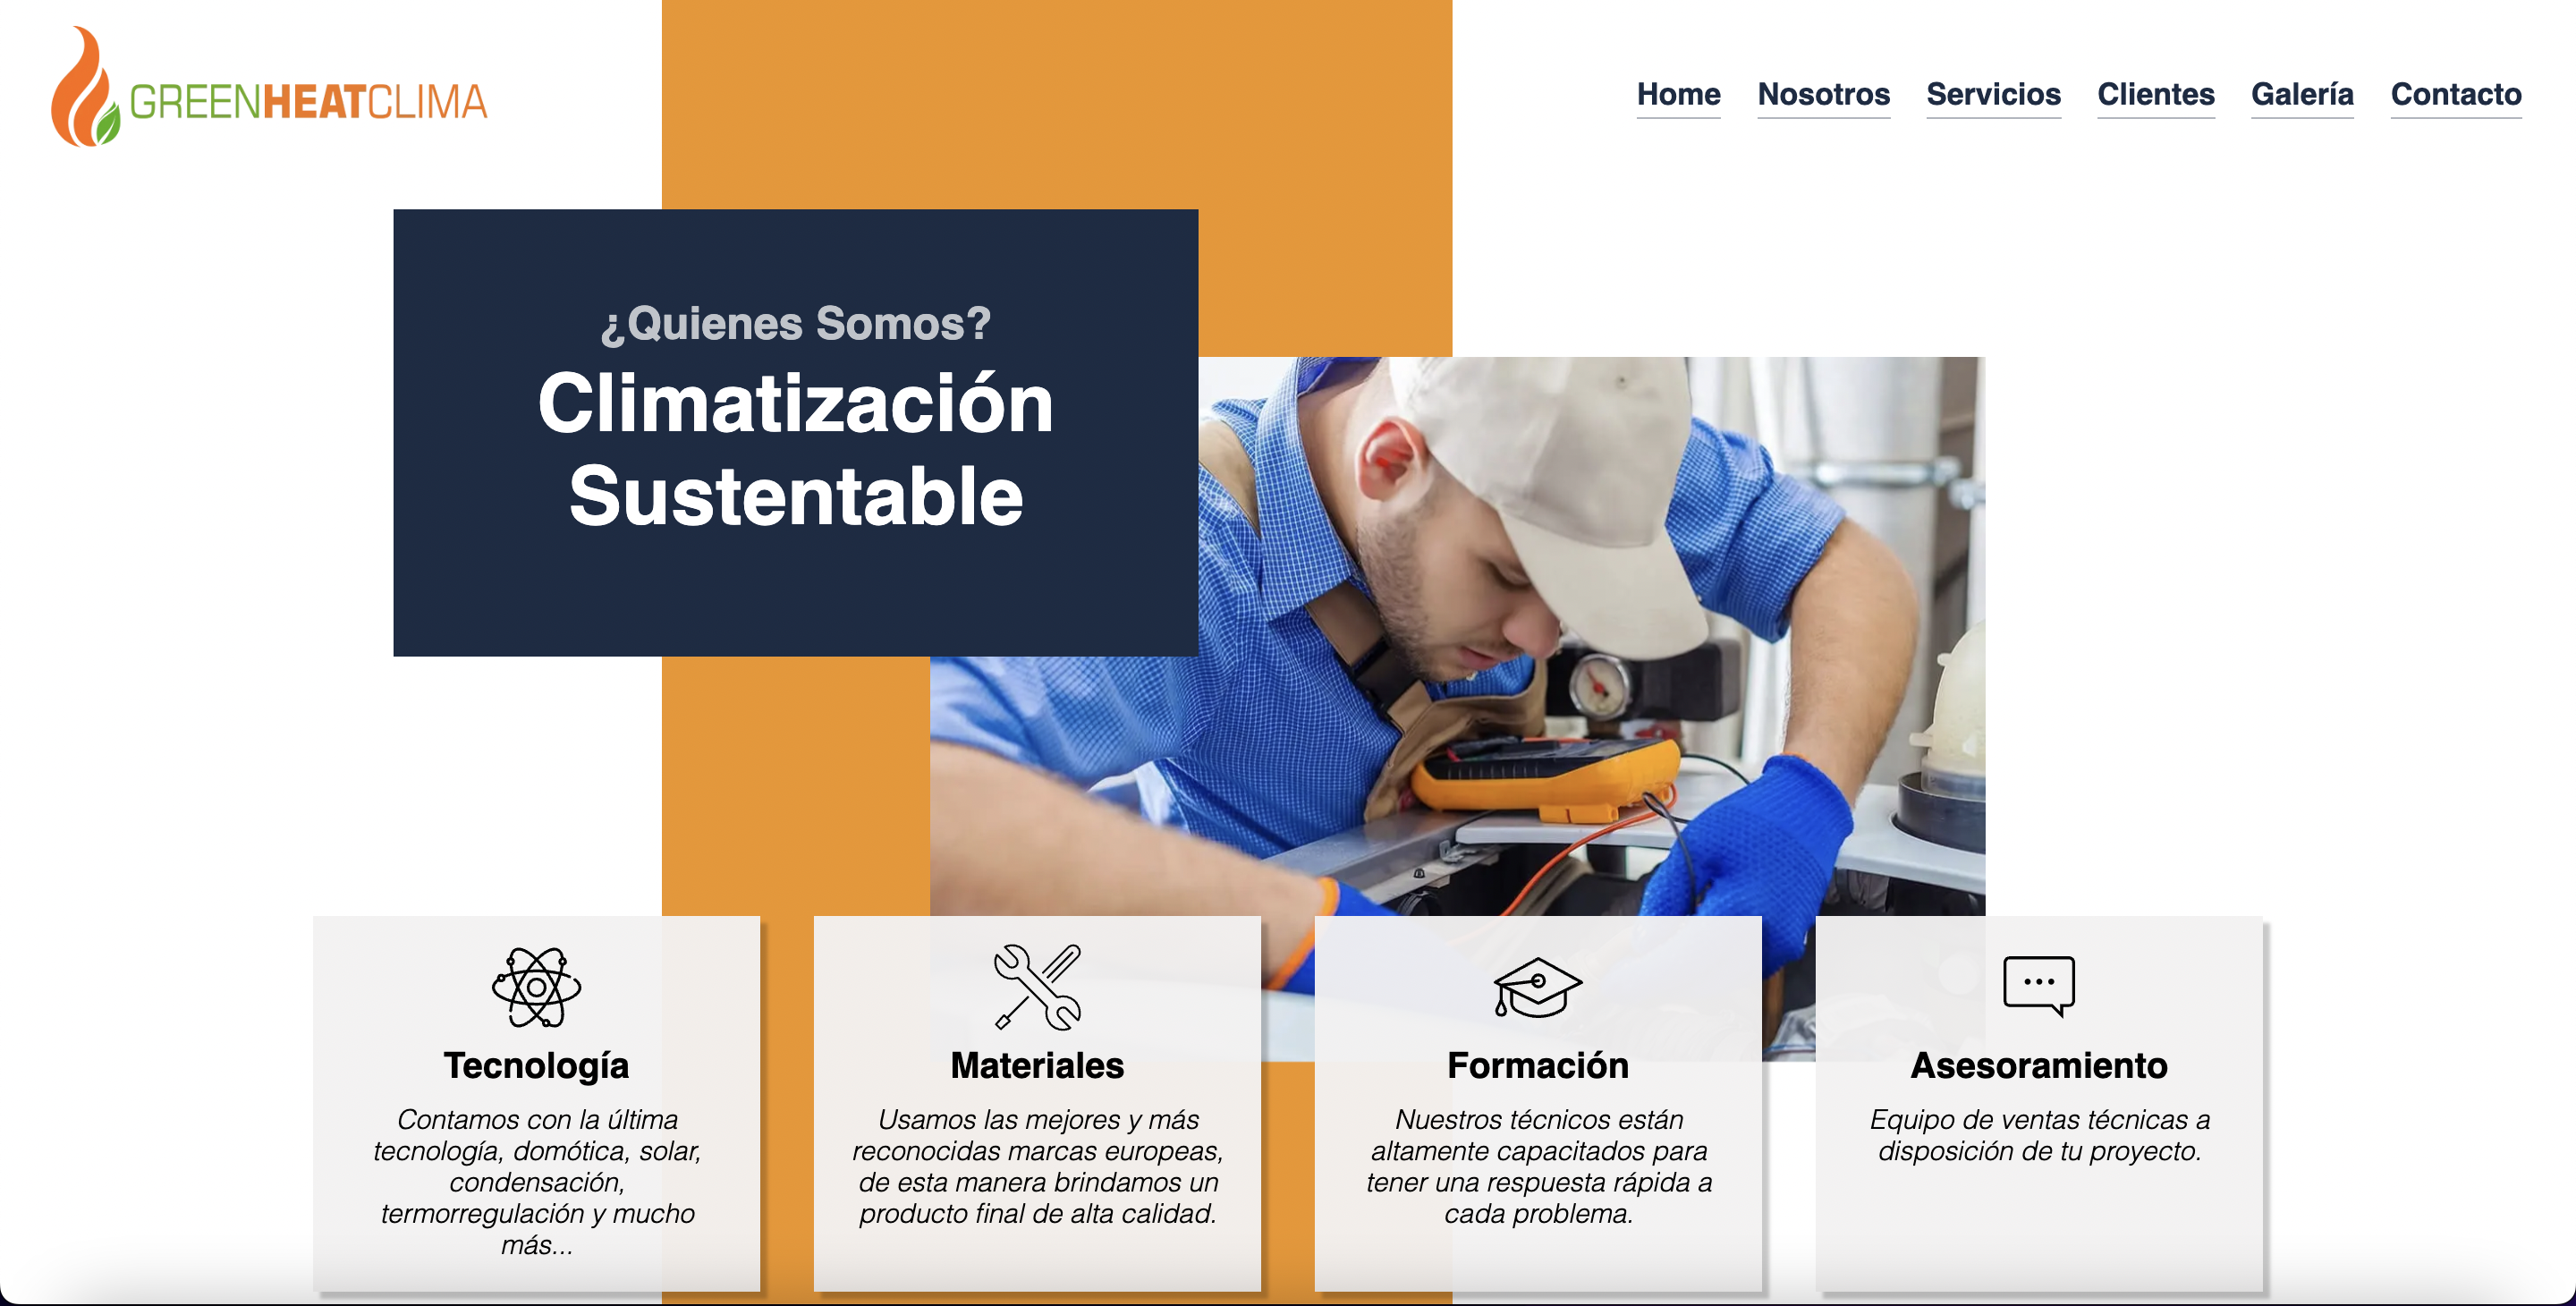 GREENHEATCLIMA
Home Nosotros Servicios Clientes Galería Contacto
¿Quienes Somos?
Climatización
Sustentable
Tecnología
Contamos con la última
tecnología, domótica, solar,
condensación,
termorregulación y mucho
más...
Materiales
Usamos las mejores y más
reconocidas marcas europeas,
de esta manera brindamos un
producto final de alta calidad.
Formación
Nuestros técnicos están
altamente capacitados para
tener una respuesta rápida a
cada problema.
Asesoramiento
Equipo de ventas técnicas a
disposición de tu proyecto.